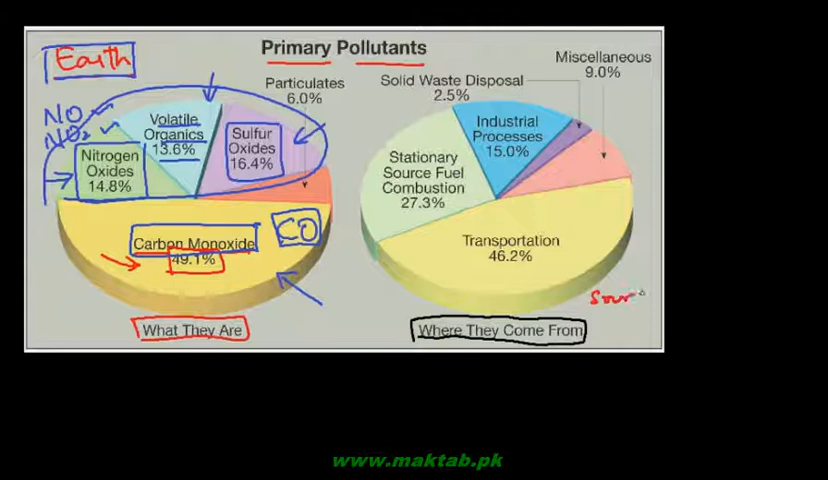 Primary Pollutants
Earth
Miscellaneous
9.0%
Solid Waste Disposal
2.5%
Particulates
6.0%
NO
NO₂
Volatile
Organics
13.6%
Sulfur
Oxides
16.4%
Nitrogen
Oxides
14.8%
Carbon Monoxide
49.1%
CO
What They Are
Industrial
Processes
15.0%
Stationary
Source Fuel
Combustion
27.3%
Transportation
46.2%
Sour
Where They Come From
www.maktab.pk